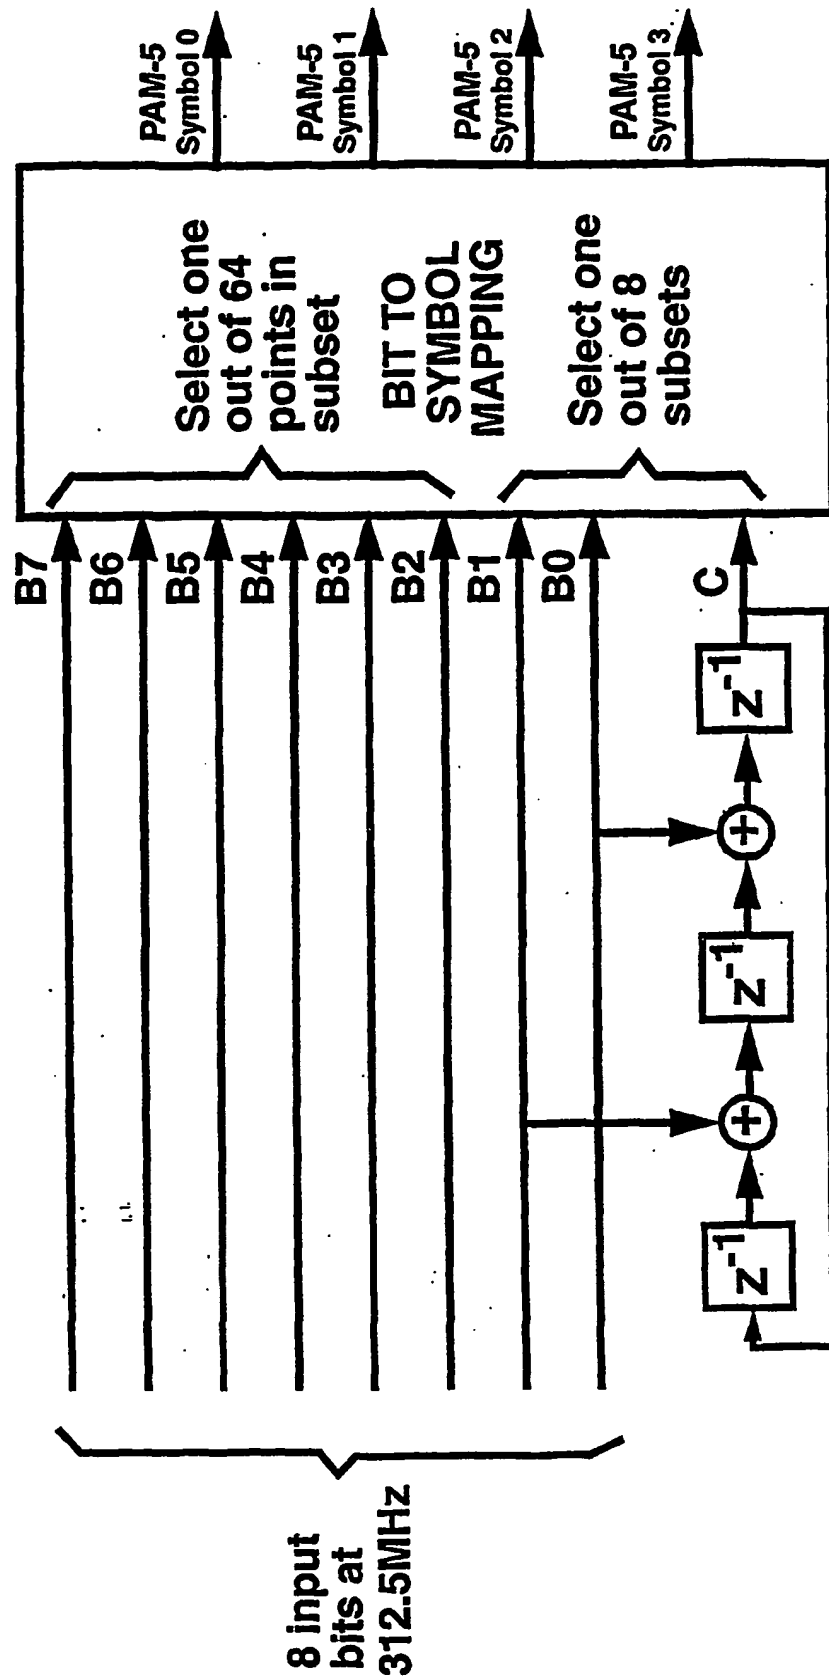 8 input
bits at
312.5MHz
B7
B6
B5
B4
B3
B2
B1
B0
C
z⁻¹
+
z⁻¹
+
z⁻¹
Select one
out of 64
points in
subset
BIT TO
SYMBOL
MAPPING
Select one
out of 8
subsets
PAM-5
Symbol 0
PAM-5
Symbol 1
PAM-5
Symbol 2
PAM-5
Symbol 3